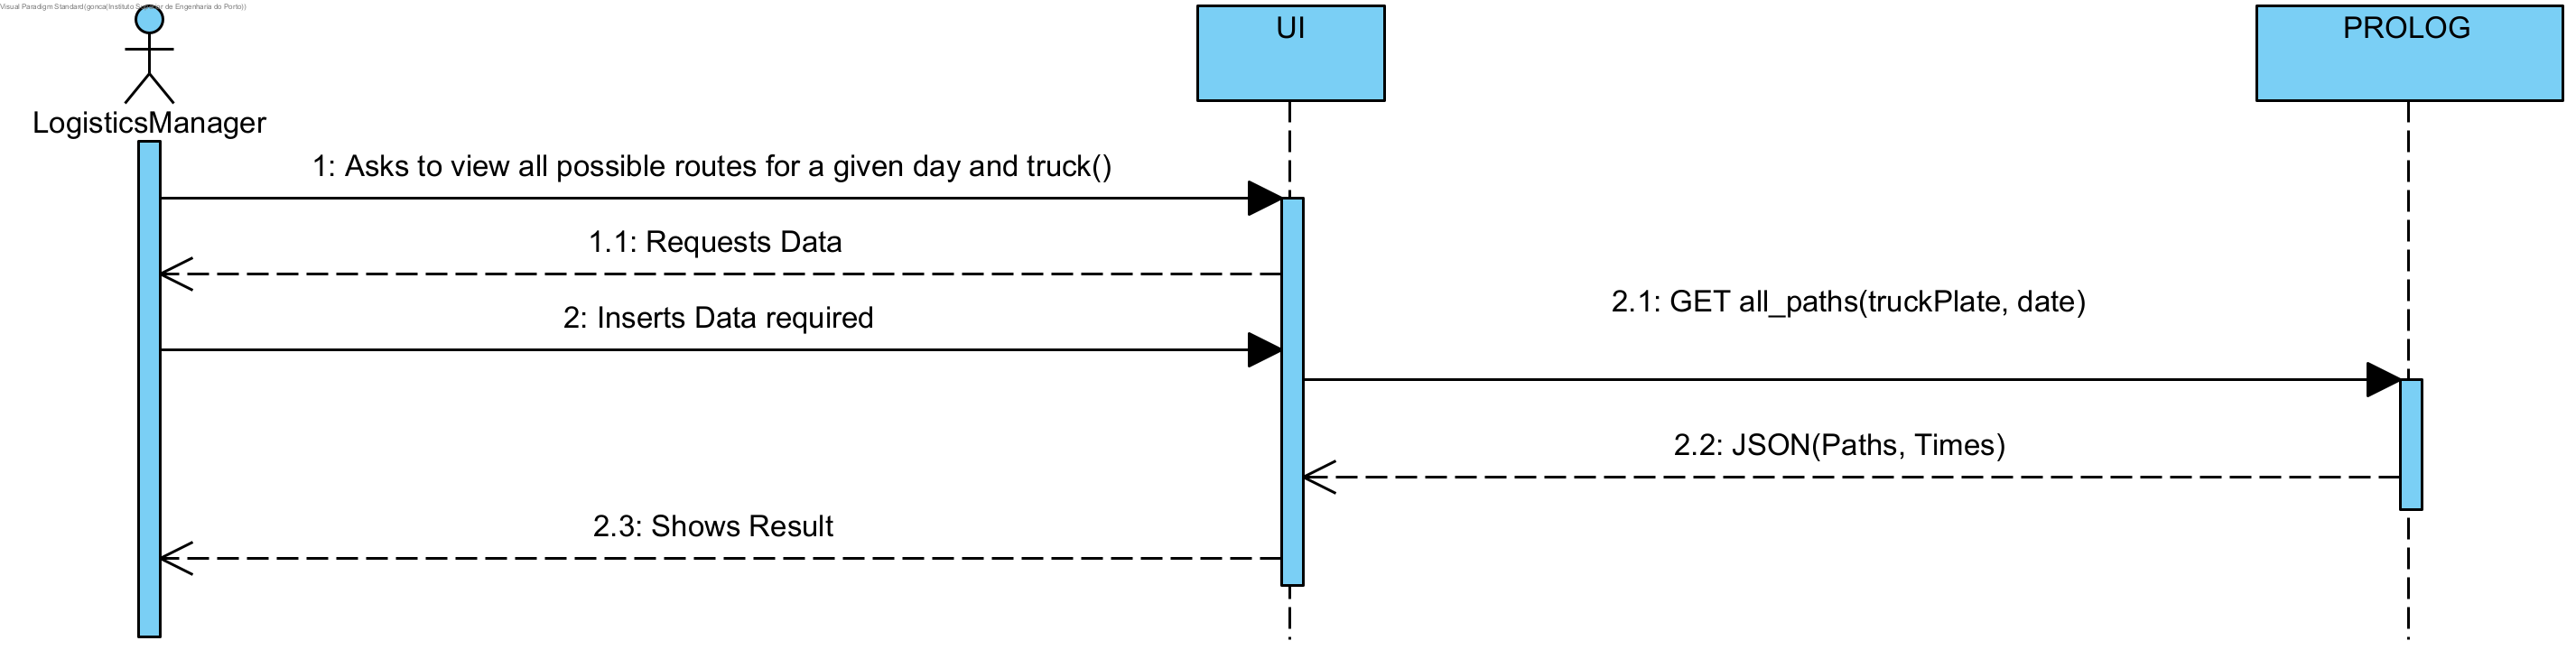 Visual Paradigm Standard(gonca(Instituto Superior de Engenharia do Porto))
UI
PROLOG
LogisticsManager
1: Asks to view all possible routes for a given day and truck()
1.1: Requests Data
2.1: GET all_paths(truckPlate, date)
2: Inserts Data required
2.2: JSON(Paths, Times)
2.3: Shows Result